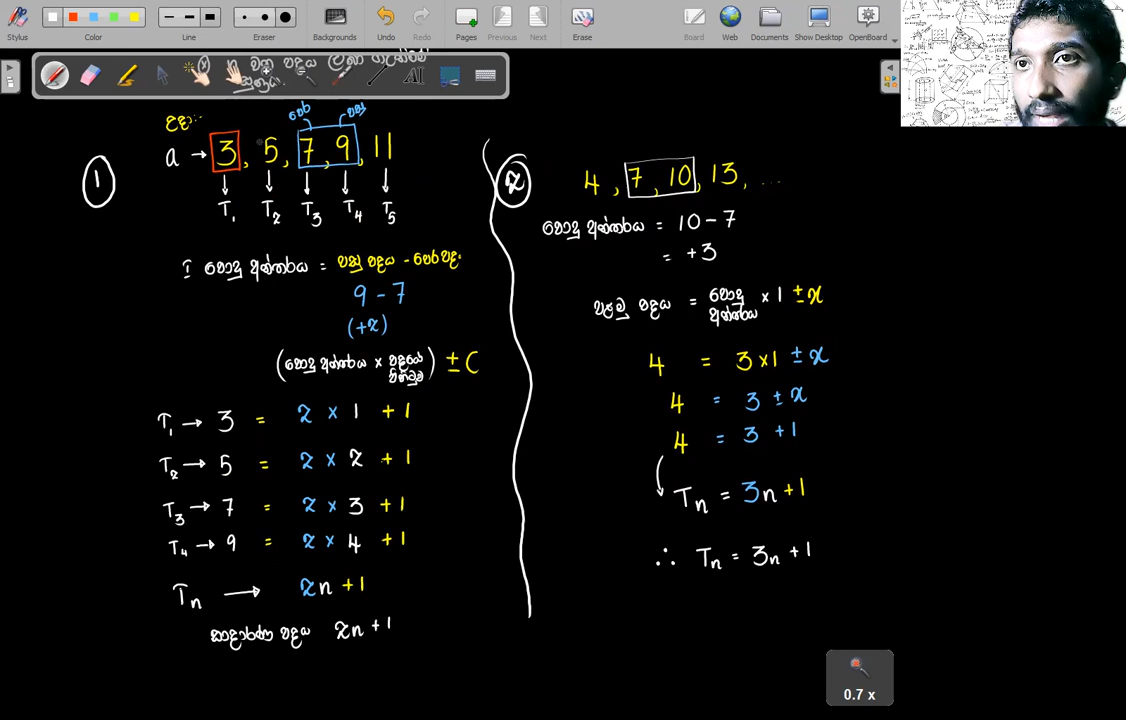 Stylus Color Line Eraser Backgrounds Undo Redo Pages Previous Next Erase Board Web Documents Show Desktop OpenBoard
උදා:-
පෙර පසු
① a → 3, 5, 7, 9, 11
T₁ T₂ T₃ T₄ T₅
I පොදු අන්තරය = පසු පදය - පෙර පදය
9 - 7
(+2)
(පොදු අන්තරය × පදයේ පිහිටුම) ± C
T₁ → 3 = 2 × 1 + 1
T₂ → 5 = 2 × 2 + 1
T₃ → 7 = 2 × 3 + 1
T₄ → 9 = 2 × 4 + 1
Tₙ → 2n + 1
සාදාරණ පදය 2n + 1
② 4, 7, 10, 13, ....
පොදු අන්තරය = 10 - 7
= +3
පළමු පදය = පොදු අන්තරය × 1 ± x
4 = 3 × 1 ± x
4 = 3 ± x
4 = 3 + 1
Tₙ = 3n + 1
∴ Tₙ = 3n + 1
0.7 x